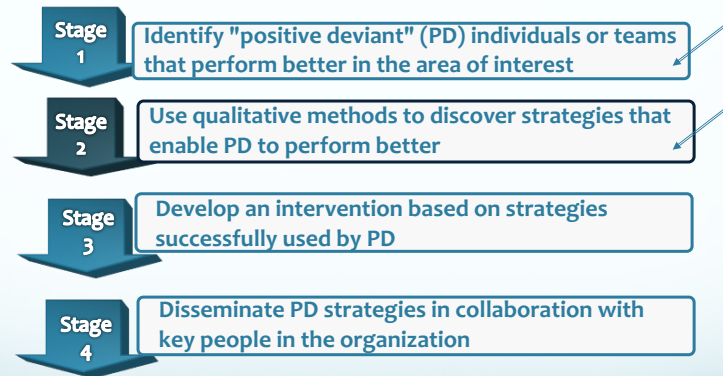 Stage
1
Identify "positive deviant" (PD) individuals or teams
that perform better in the area of interest
Stage
2
Use qualitative methods to discover strategies that
enable PD to perform better
Stage
3
Develop an intervention based on strategies
successfully used by PD
Stage
4
Disseminate PD strategies in collaboration with
key people in the organization